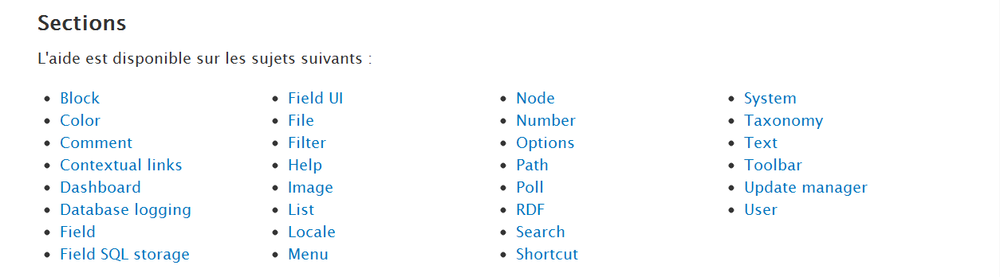 Sections
L'aide est disponible sur les sujets suivants :
Block
Color
Comment
Contextual links
Dashboard
Database logging
Field
Field SQL storage
Field UI
File
Filter
Help
Image
List
Locale
Menu
Node
Number
Options
Path
Poll
RDF
Search
Shortcut
System
Taxonomy
Text
Toolbar
Update manager
User